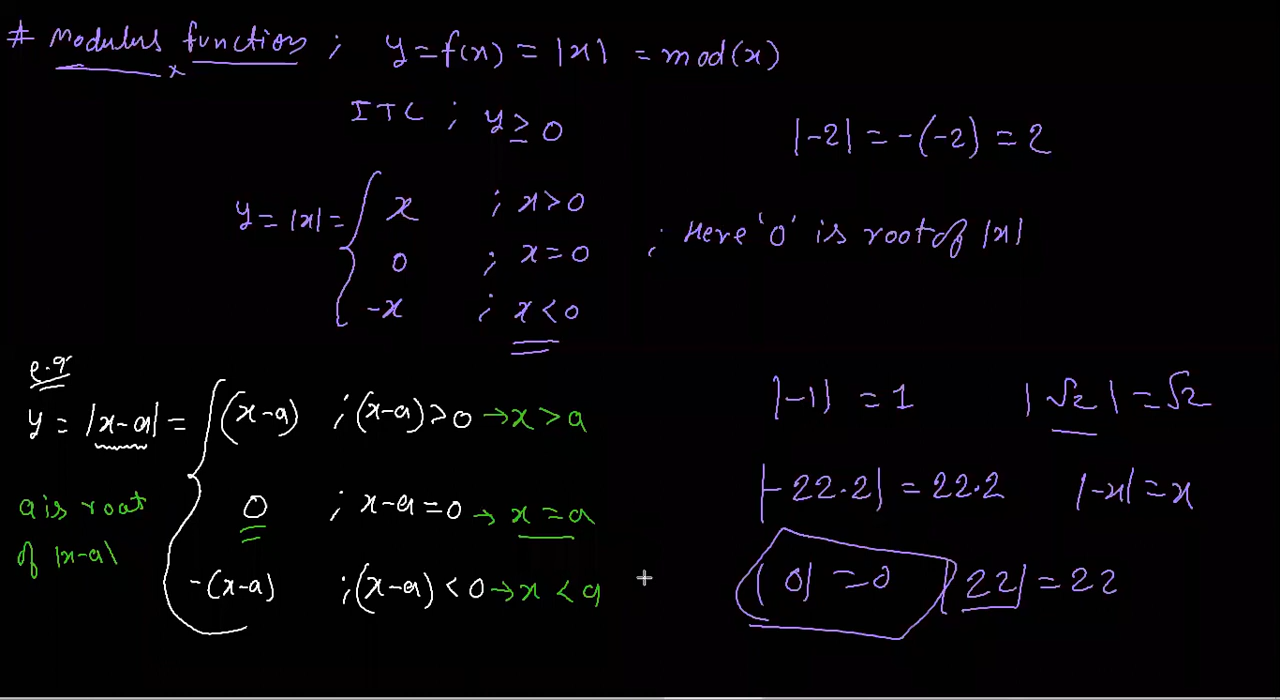 # Modulus function ; y = f(x) = |x| = mod(x)
ITC ; y ≥ 0
|-2| = -(-2) = 2
y = |x| = { x ; x > 0
0 ; x = 0
-x ; x < 0
; Here '0' is root of |x|
e.g
y = |x-a| = { (x-a) ; (x-a) > 0 → x > a
0 ; x-a = 0 → x = a
-(x-a) ; (x-a) < 0 → x < a
a is root
of |x-a|
|-1| = 1 |√2| = √2
|-22.2| = 22.2 |-x| = x
|0| = 0 |22| = 22